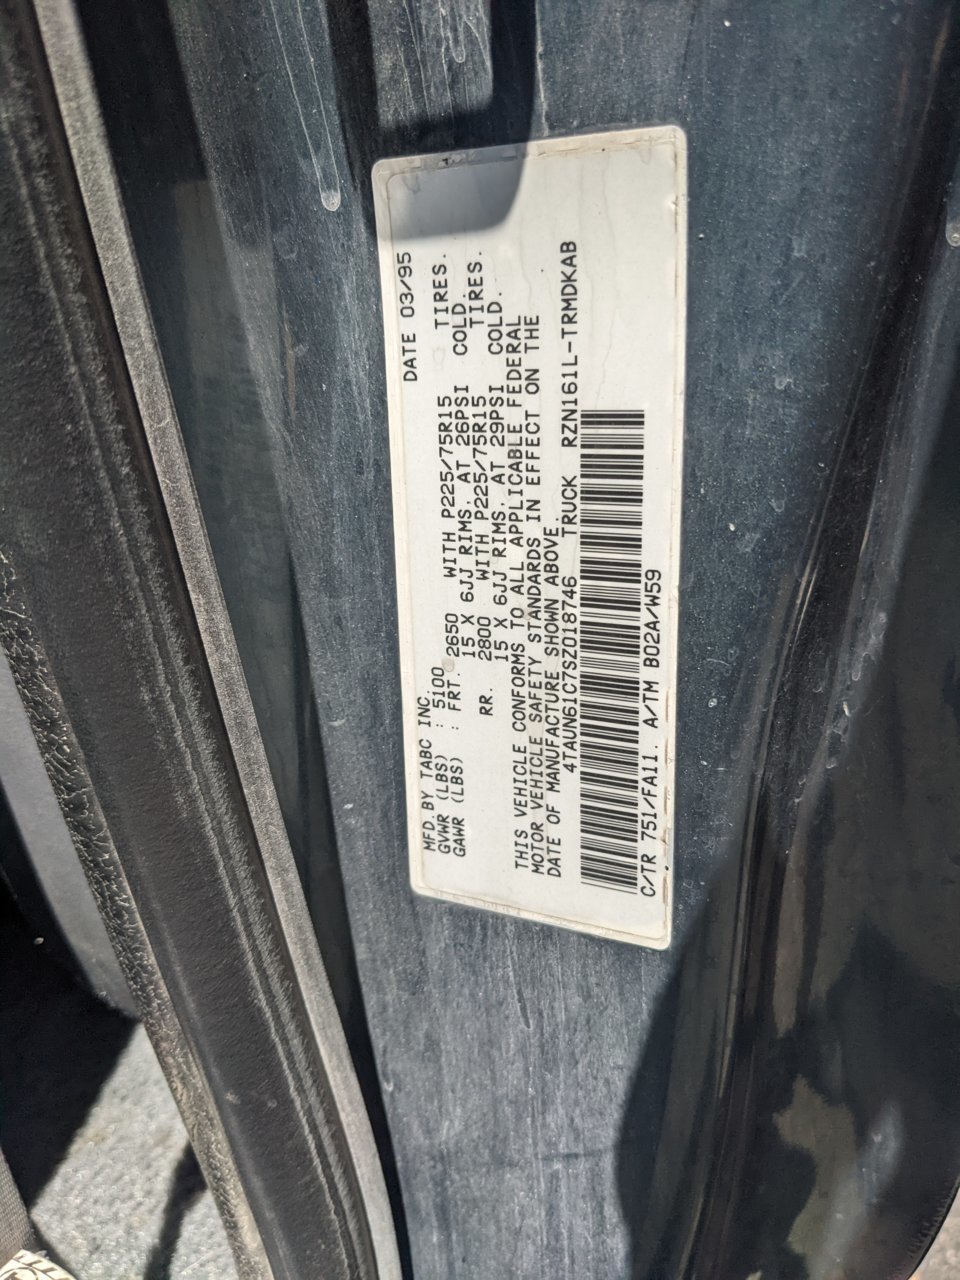 MFD. BY TABC INC. DATE 03/95
GVWR (LBS) : 5100
GAWR (LBS) : FRT. 2650 WITH P225/75R15 TIRES.
15 X 6JJ RIMS. AT 26PSI COLD.
RR. 2800 WITH P225/75R15 TIRES.
15 X 6JJ RIMS. AT 29PSI COLD.
THIS VEHICLE CONFORMS TO ALL APPLICABLE FEDERAL
MOTOR VEHICLE SAFETY STANDARDS IN EFFECT ON THE
DATE OF MANUFACTURE SHOWN ABOVE.
4TAUN61C7SZ018746 TRUCK RZN161L-TRMDKAB
C/TR 751/FA11. A/TM B02A/W59